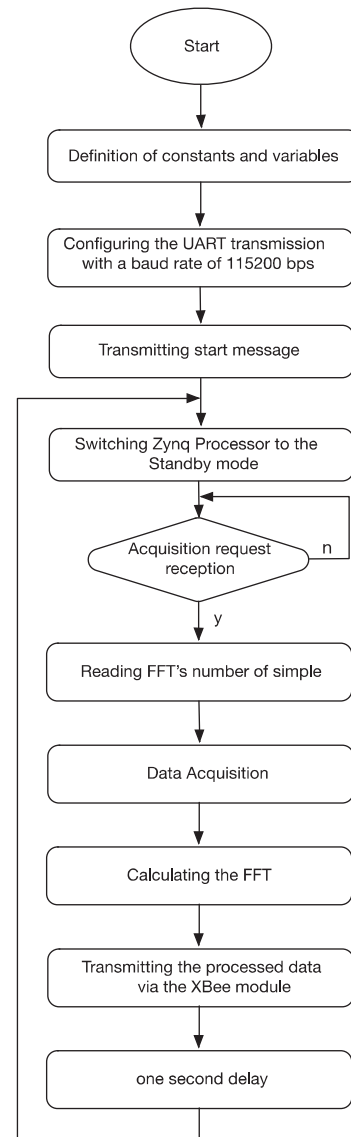 Start
Definition of constants and variables
Configuring the UART transmission
with a baud rate of 115200 bps
Transmitting start message
Switching Zynq Processor to the
Standby mode
Acquisition request
reception
n
y
Reading FFT's number of simple
Data Acquisition
Calculating the FFT
Transmitting the processed data
via the XBee module
one second delay